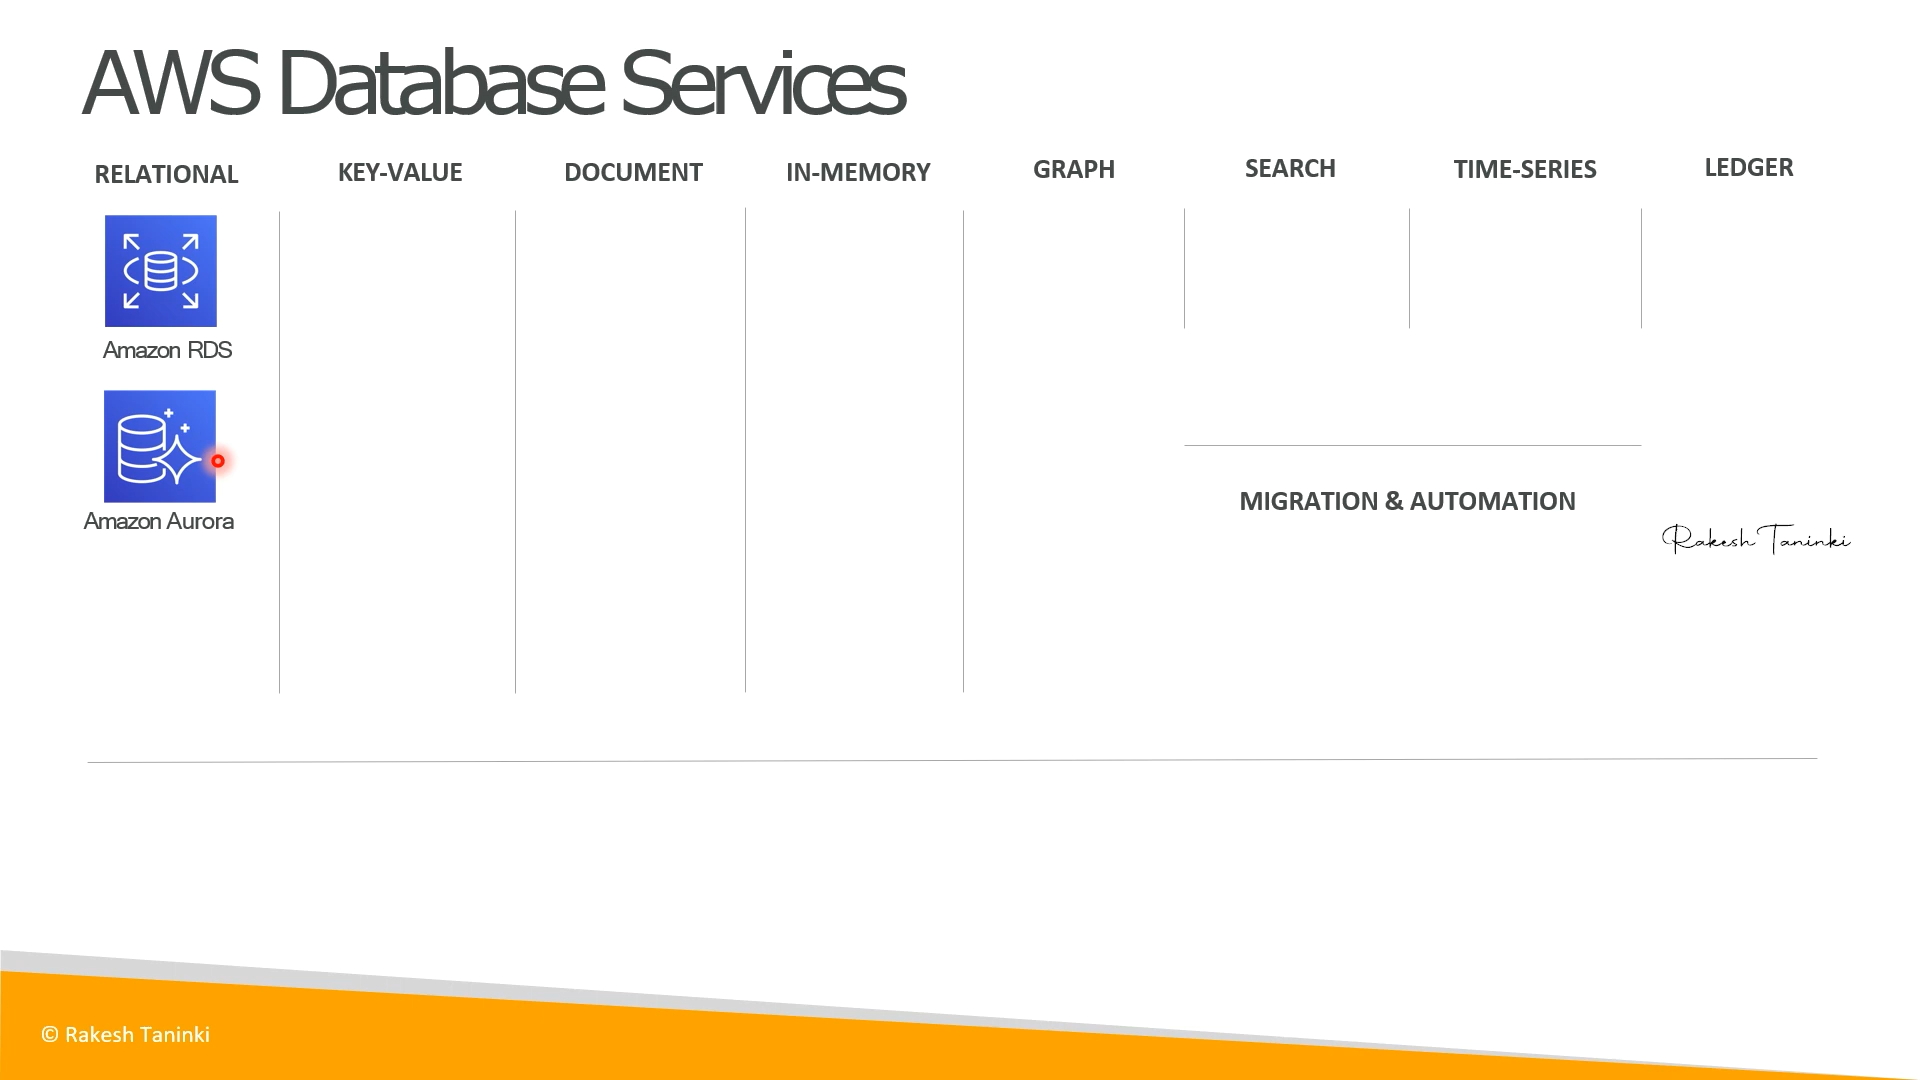 AWS Database Services
RELATIONAL
KEY-VALUE
DOCUMENT
IN-MEMORY
GRAPH
SEARCH
TIME-SERIES
LEDGER
Amazon RDS
Amazon Aurora
MIGRATION & AUTOMATION
Rakesh Taninki
© Rakesh Taninki